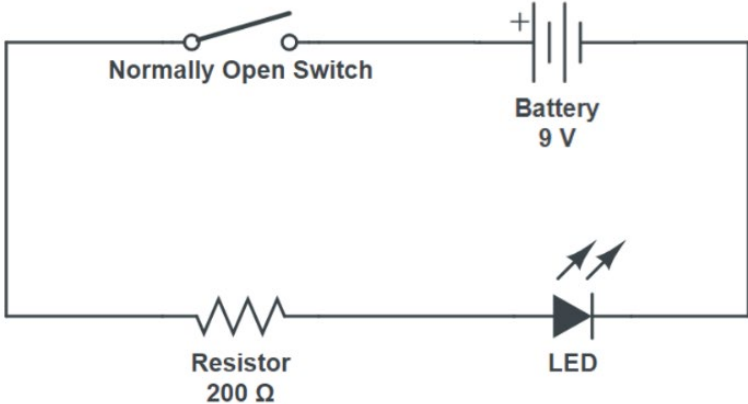 +
Normally Open Switch
Battery
9 V
Resistor
200 Ω
LED